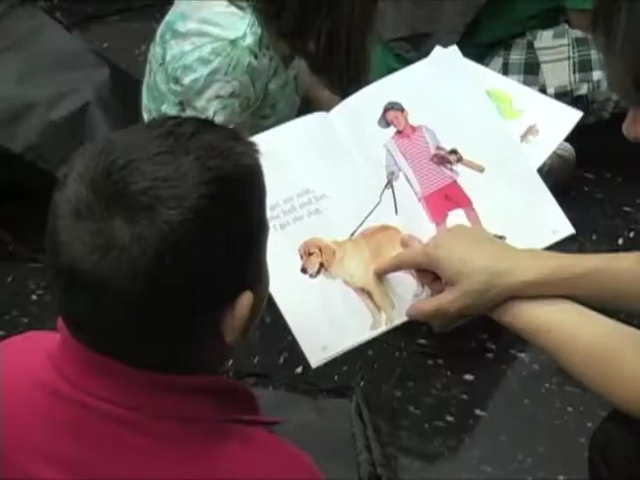 I get my mitt,
the ball and bat.
I get the dog.